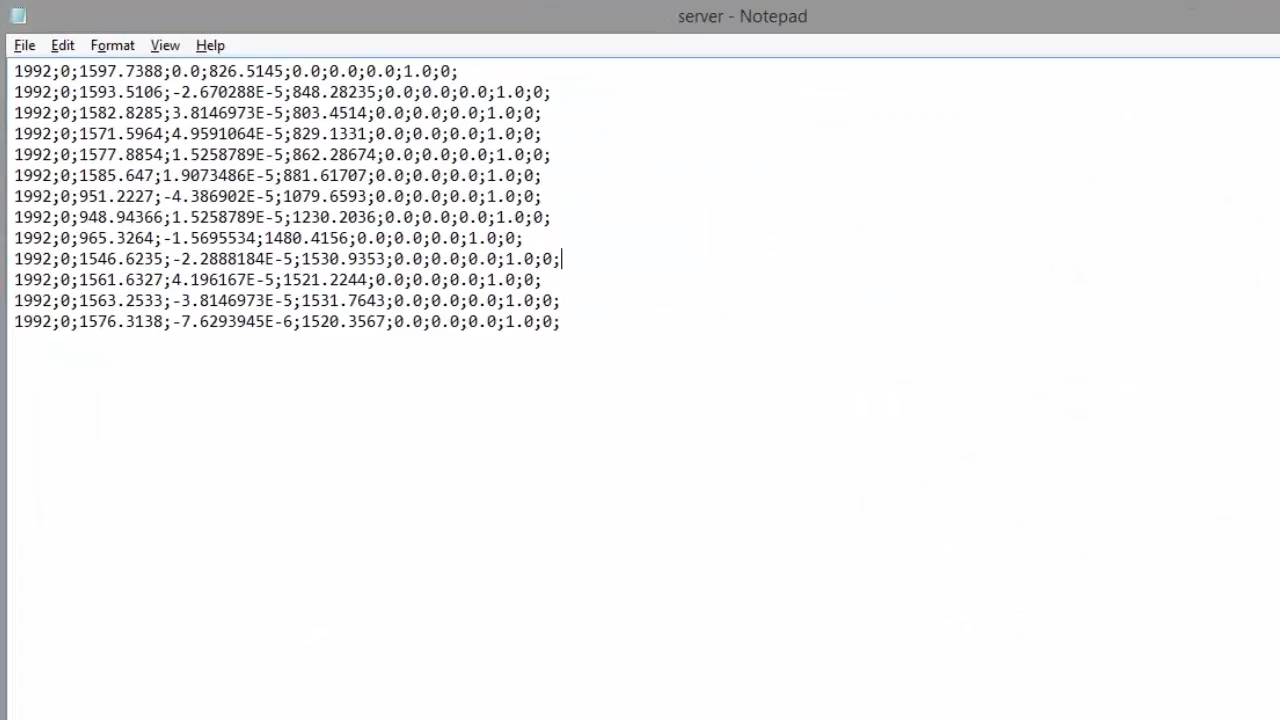 server - Notepad
File Edit Format View Help
1992;0;1597.7388;0.0;826.5145;0.0;0.0;0.0;1.0;0;
1992;0;1593.5106;-2.670288E-5;848.28235;0.0;0.0;0.0;1.0;0;
1992;0;1582.8285;3.8146973E-5;803.4514;0.0;0.0;0.0;1.0;0;
1992;0;1571.5964;4.9591064E-5;829.1331;0.0;0.0;0.0;1.0;0;
1992;0;1577.8854;1.5258789E-5;862.28674;0.0;0.0;0.0;1.0;0;
1992;0;1585.647;1.9073486E-5;881.61707;0.0;0.0;0.0;1.0;0;
1992;0;951.2227;-4.386902E-5;1079.6593;0.0;0.0;0.0;1.0;0;
1992;0;948.94366;1.5258789E-5;1230.2036;0.0;0.0;0.0;1.0;0;
1992;0;965.3264;-1.5695534;1480.4156;0.0;0.0;0.0;1.0;0;
1992;0;1546.6235;-2.2888184E-5;1530.9353;0.0;0.0;0.0;1.0;0;
1992;0;1561.6327;4.196167E-5;1521.2244;0.0;0.0;0.0;1.0;0;
1992;0;1563.2533;-3.8146973E-5;1531.7643;0.0;0.0;0.0;1.0;0;
1992;0;1576.3138;-7.6293945E-6;1520.3567;0.0;0.0;0.0;1.0;0;